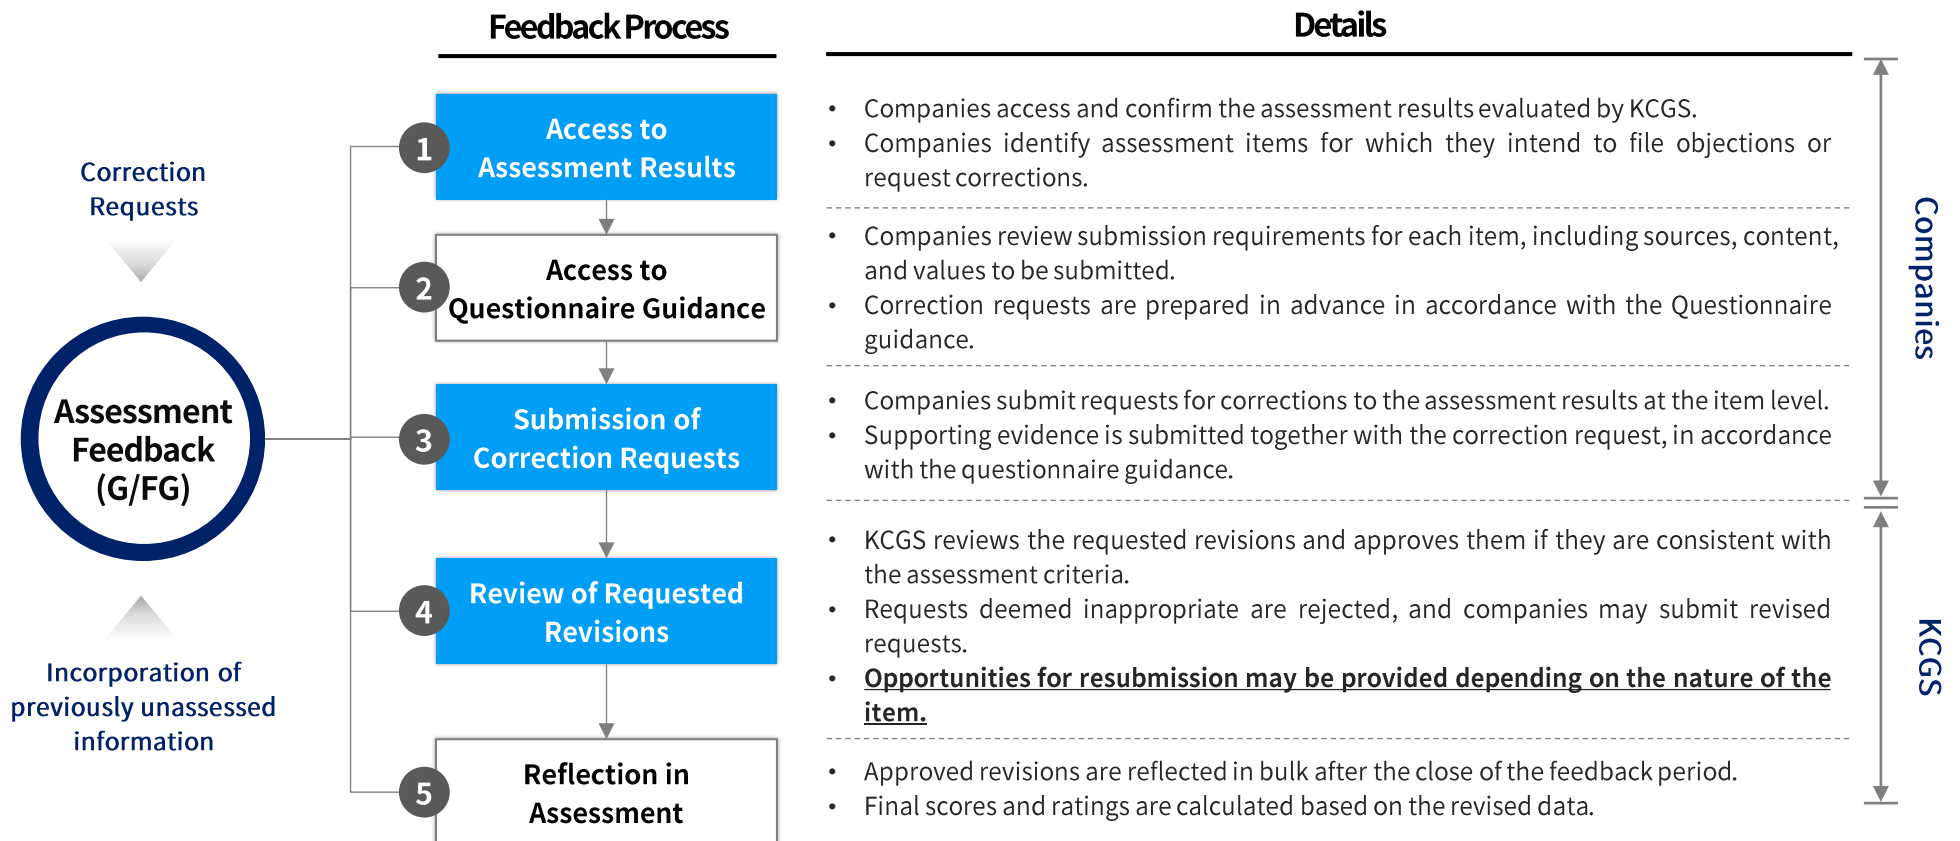 Feedback Process
Details
Correction
Requests
Assessment
Feedback
(G/FG)
Incorporation of
previously unassessed
information
1
Access to
Assessment Results
• Companies access and confirm the assessment results evaluated by KCGS.
• Companies identify assessment items for which they intend to file objections or
request corrections.
2
Access to
Questionnaire Guidance
• Companies review submission requirements for each item, including sources, content,
and values to be submitted.
• Correction requests are prepared in advance in accordance with the Questionnaire
guidance.
3
Submission of
Correction Requests
• Companies submit requests for corrections to the assessment results at the item level.
• Supporting evidence is submitted together with the correction request, in accordance
with the questionnaire guidance.
Companies
4
Review of Requested
Revisions
• KCGS reviews the requested revisions and approves them if they are consistent with
the assessment criteria.
• Requests deemed inappropriate are rejected, and companies may submit revised
requests.
• Opportunities for resubmission may be provided depending on the nature of the
item.
5
Reflection in
Assessment
• Approved revisions are reflected in bulk after the close of the feedback period.
• Final scores and ratings are calculated based on the revised data.
KCGS